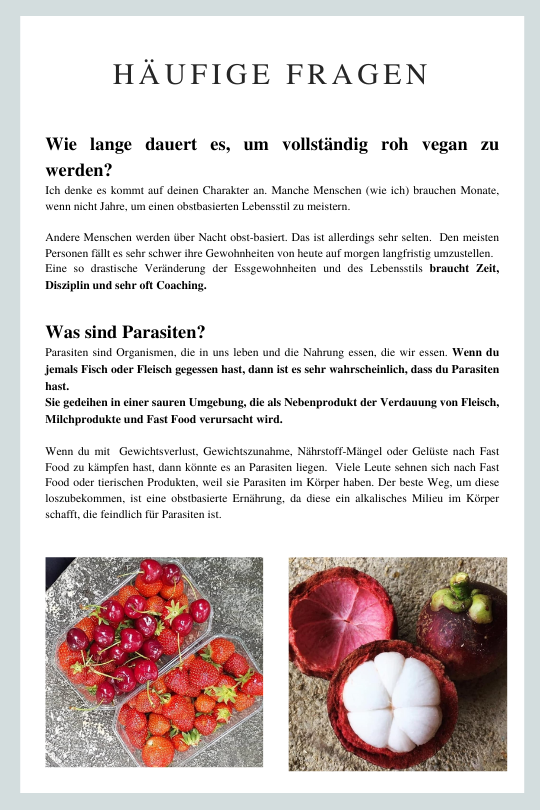 HÄUFIGE FRAGEN
Wie lange dauert es, um vollständig roh vegan zu
werden?
Ich denke es kommt auf deinen Charakter an. Manche Menschen (wie ich) brauchen Monate,
wenn nicht Jahre, um einen obstbasierten Lebensstil zu meistern.
Andere Menschen werden über Nacht obst-basiert. Das ist allerdings sehr selten. Den meisten
Personen fällt es sehr schwer ihre Gewohnheiten von heute auf morgen langfristig umzustellen.
Eine so drastische Veränderung der Essgewohnheiten und des Lebensstils braucht Zeit,
Disziplin und sehr oft Coaching.
Was sind Parasiten?
Parasiten sind Organismen, die in uns leben und die Nahrung essen, die wir essen. Wenn du
jemals Fisch oder Fleisch gegessen hast, dann ist es sehr wahrscheinlich, dass du Parasiten
hast.
Sie gedeihen in einer sauren Umgebung, die als Nebenprodukt der Verdauung von Fleisch,
Milchprodukte und Fast Food verursacht wird.
Wenn du mit Gewichtsverlust, Gewichtszunahme, Nährstoff-Mängel oder Gelüste nach Fast
Food zu kämpfen hast, dann könnte es an Parasiten liegen. Viele Leute sehnen sich nach Fast
Food oder tierischen Produkten, weil sie Parasiten im Körper haben. Der beste Weg, um diese
loszubekommen, ist eine obstbasierte Ernährung, da diese ein alkalisches Milieu im Körper
schafft, die feindlich für Parasiten ist.